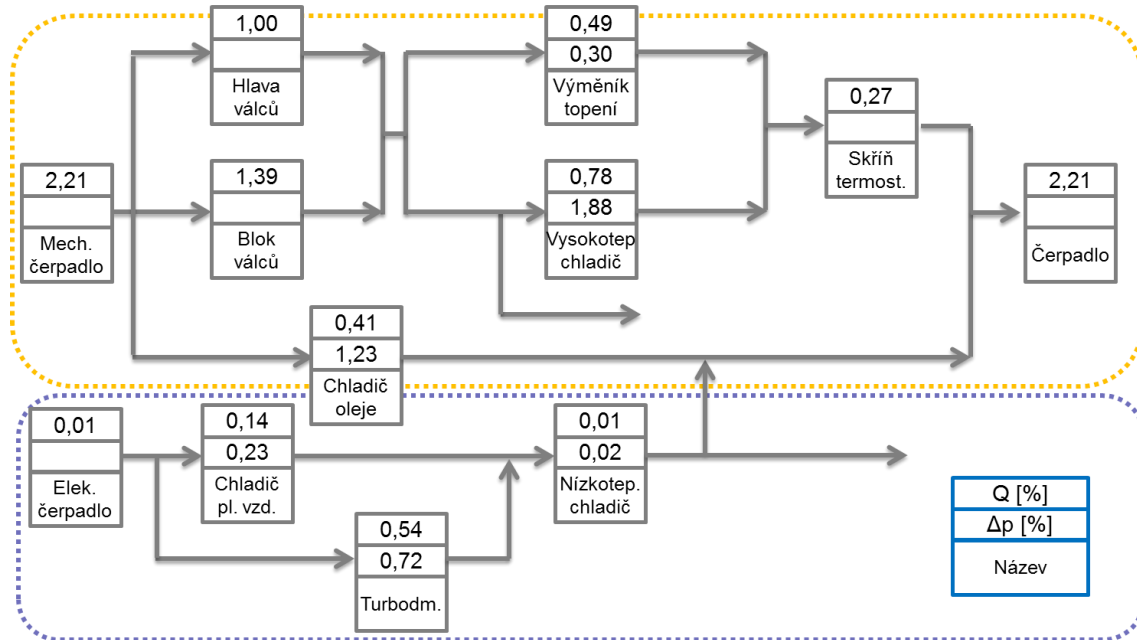 1,00
Hlava
válců
0,49
0,30
Výměník
topení
0,27
Skříň
termost.
2,21
Mech.
čerpadlo
1,39
Blok
válců
0,78
1,88
Vysokotep
chladič
2,21
Čerpadlo
0,41
1,23
Chladič
oleje
0,01
Elek.
čerpadlo
0,14
0,23
Chladič
pl. vzd.
0,01
0,02
Nízkotep.
chladič
0,54
0,72
Turbodm.
Q [%]
Δp [%]
Název